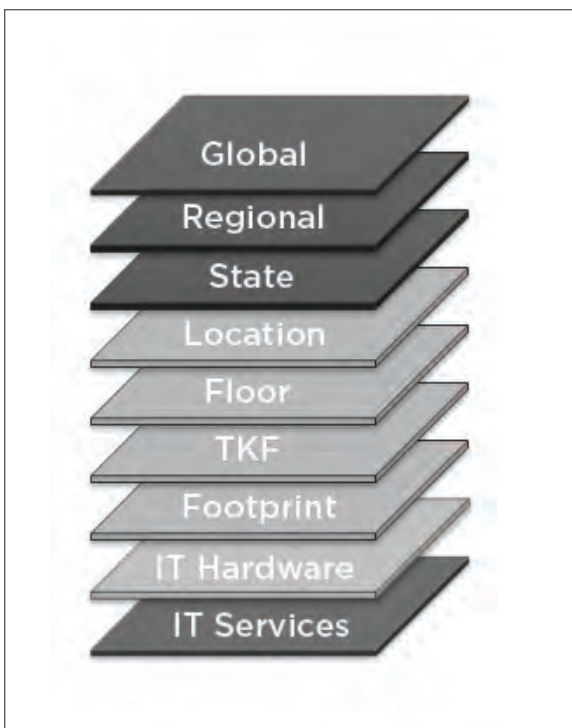 Global
Regional
State
Location
Floor
TKF
Footprint
IT Hardware
IT Services